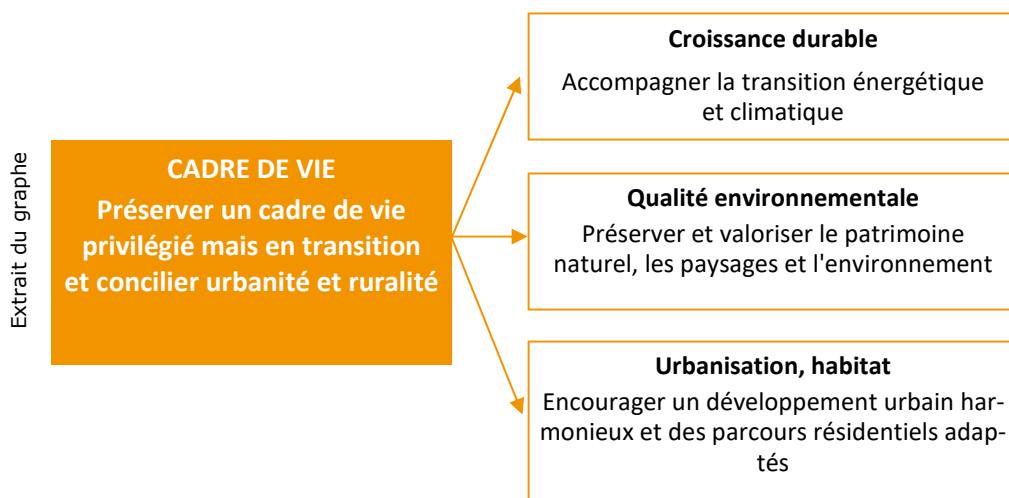 Extrait du graphe
CADRE DE VIE
Préserver un cadre de vie
privilégié mais en transition
et concilier urbanité et ruralité
Croissance durable
Accompagner la transition énergétique
et climatique
Qualité environnementale
Préserver et valoriser le patrimoine
naturel, les paysages et l'environnement
Urbanisation, habitat
Encourager un développement urbain har-
monieux et des parcours résidentiels adap-
tés